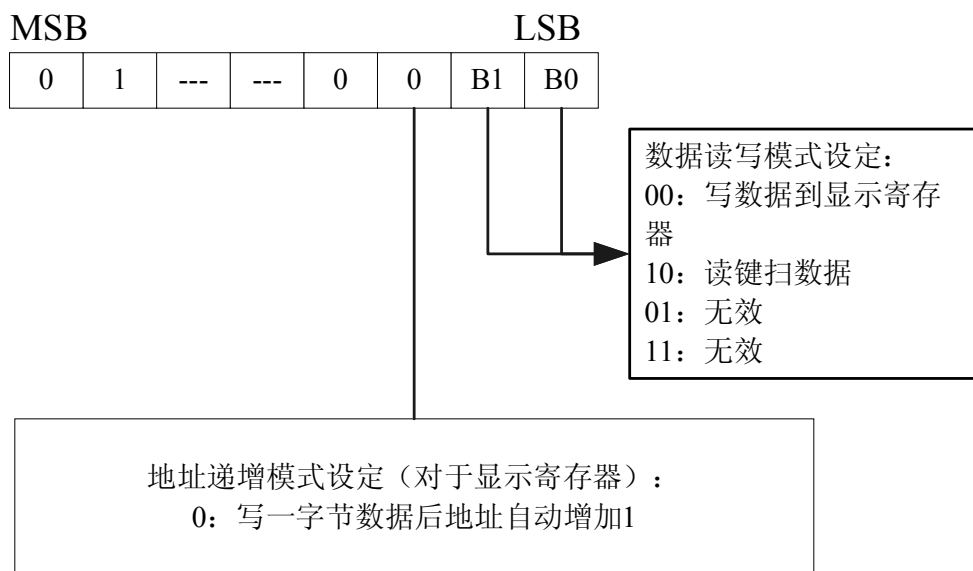 MSB LSB
0 1 --- --- 0 0 B1 B0
数据读写模式设定：
00：写数据到显示寄存
器
10：读键扫数据
01：无效
11：无效
地址递增模式设定（对于显示寄存器）：
0：写一字节数据后地址自动增加1